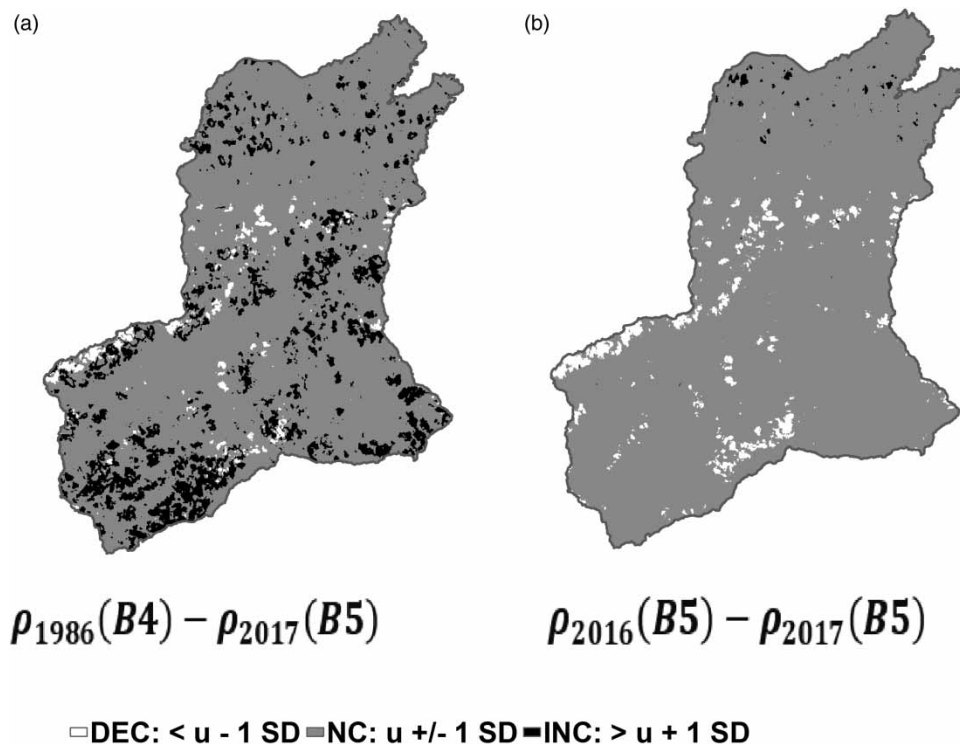 (a) (b)
ρ1986(B4) − ρ2017(B5) ρ2016(B5) − ρ2017(B5)
DEC: < u - 1 SD NC: u +/- 1 SD INC: > u + 1 SD